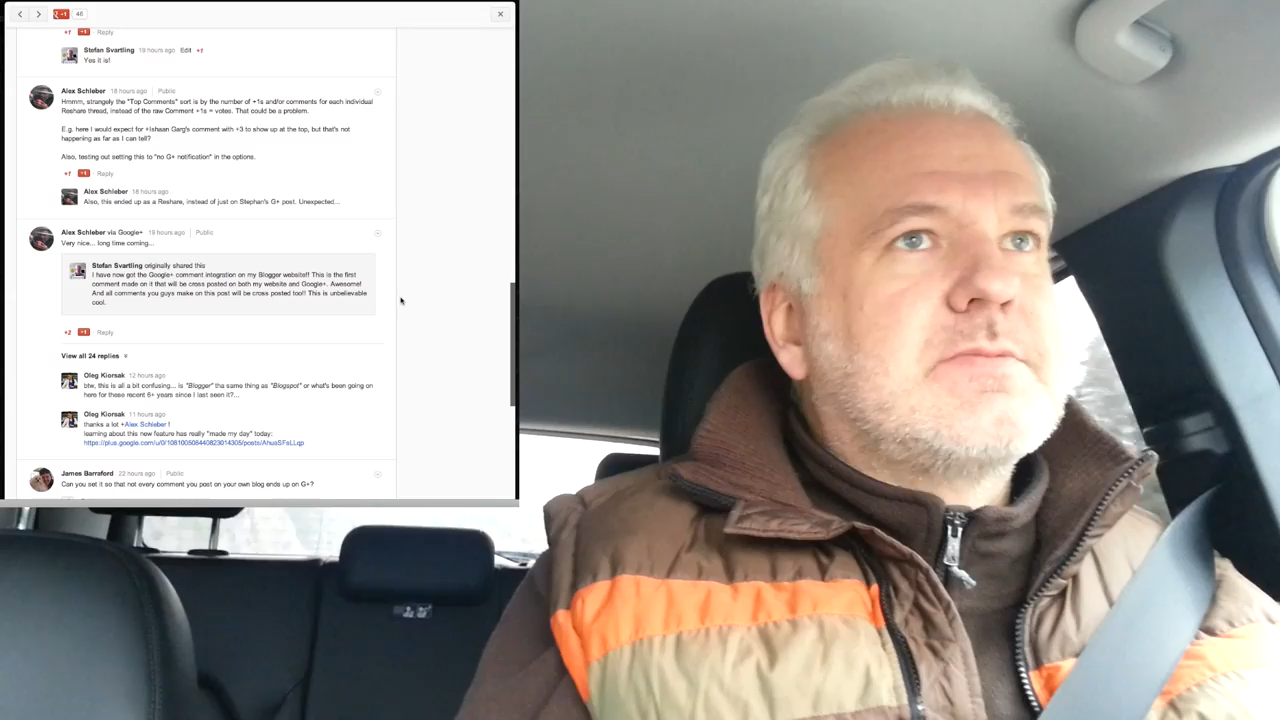 +1 46
+1 +1 Reply
Stefan Svartling 19 hours ago Edit +1
Yes it is!
Alex Schleber 18 hours ago Public
Hmmm, strangely the "Top Comments" sort is by the number of +1s and/or comments for each individual
Reshare thread, instead of the raw Comment +1s = votes. That could be a problem.
E.g. here I would expect for +Ishaan Garg's comment with +3 to show up at the top, but that's not
happening as far as I can tell?
Also, testing out setting this to "no G+ notification" in the options.
+1 +1 Reply
Alex Schleber 18 hours ago
Also, this ended up as a Reshare, instead of just on Stephan's G+ post. Unexpected...
Alex Schleber via Google+ 19 hours ago Public
Very nice... long time coming...
Stefan Svartling originally shared this
I have now got the Google+ comment integration on my Blogger website!! This is the first
comment made on it that will be cross posted on both my website and Google+. Awesome!
And all comments you guys make on this post will be cross posted too!! This is unbelievable
cool.
+2 +1 Reply
View all 24 replies
Oleg Kiorsak 12 hours ago
btw, this is all a bit confusing... is "Blogger" tha same thing as "Blogspot" or what's been going on
here for these recent 6+ years since I last seen it?...
Oleg Kiorsak 11 hours ago
thanks a lot +Alex Schleber !
learning about this new feature has really "made my day" today:
https://plus.google.com/u/0/108100508440823014305/posts/AhusSFsLLqp
James Barraford 22 hours ago Public
Can you set it so that not every comment you post on your own blog ends up on G+?